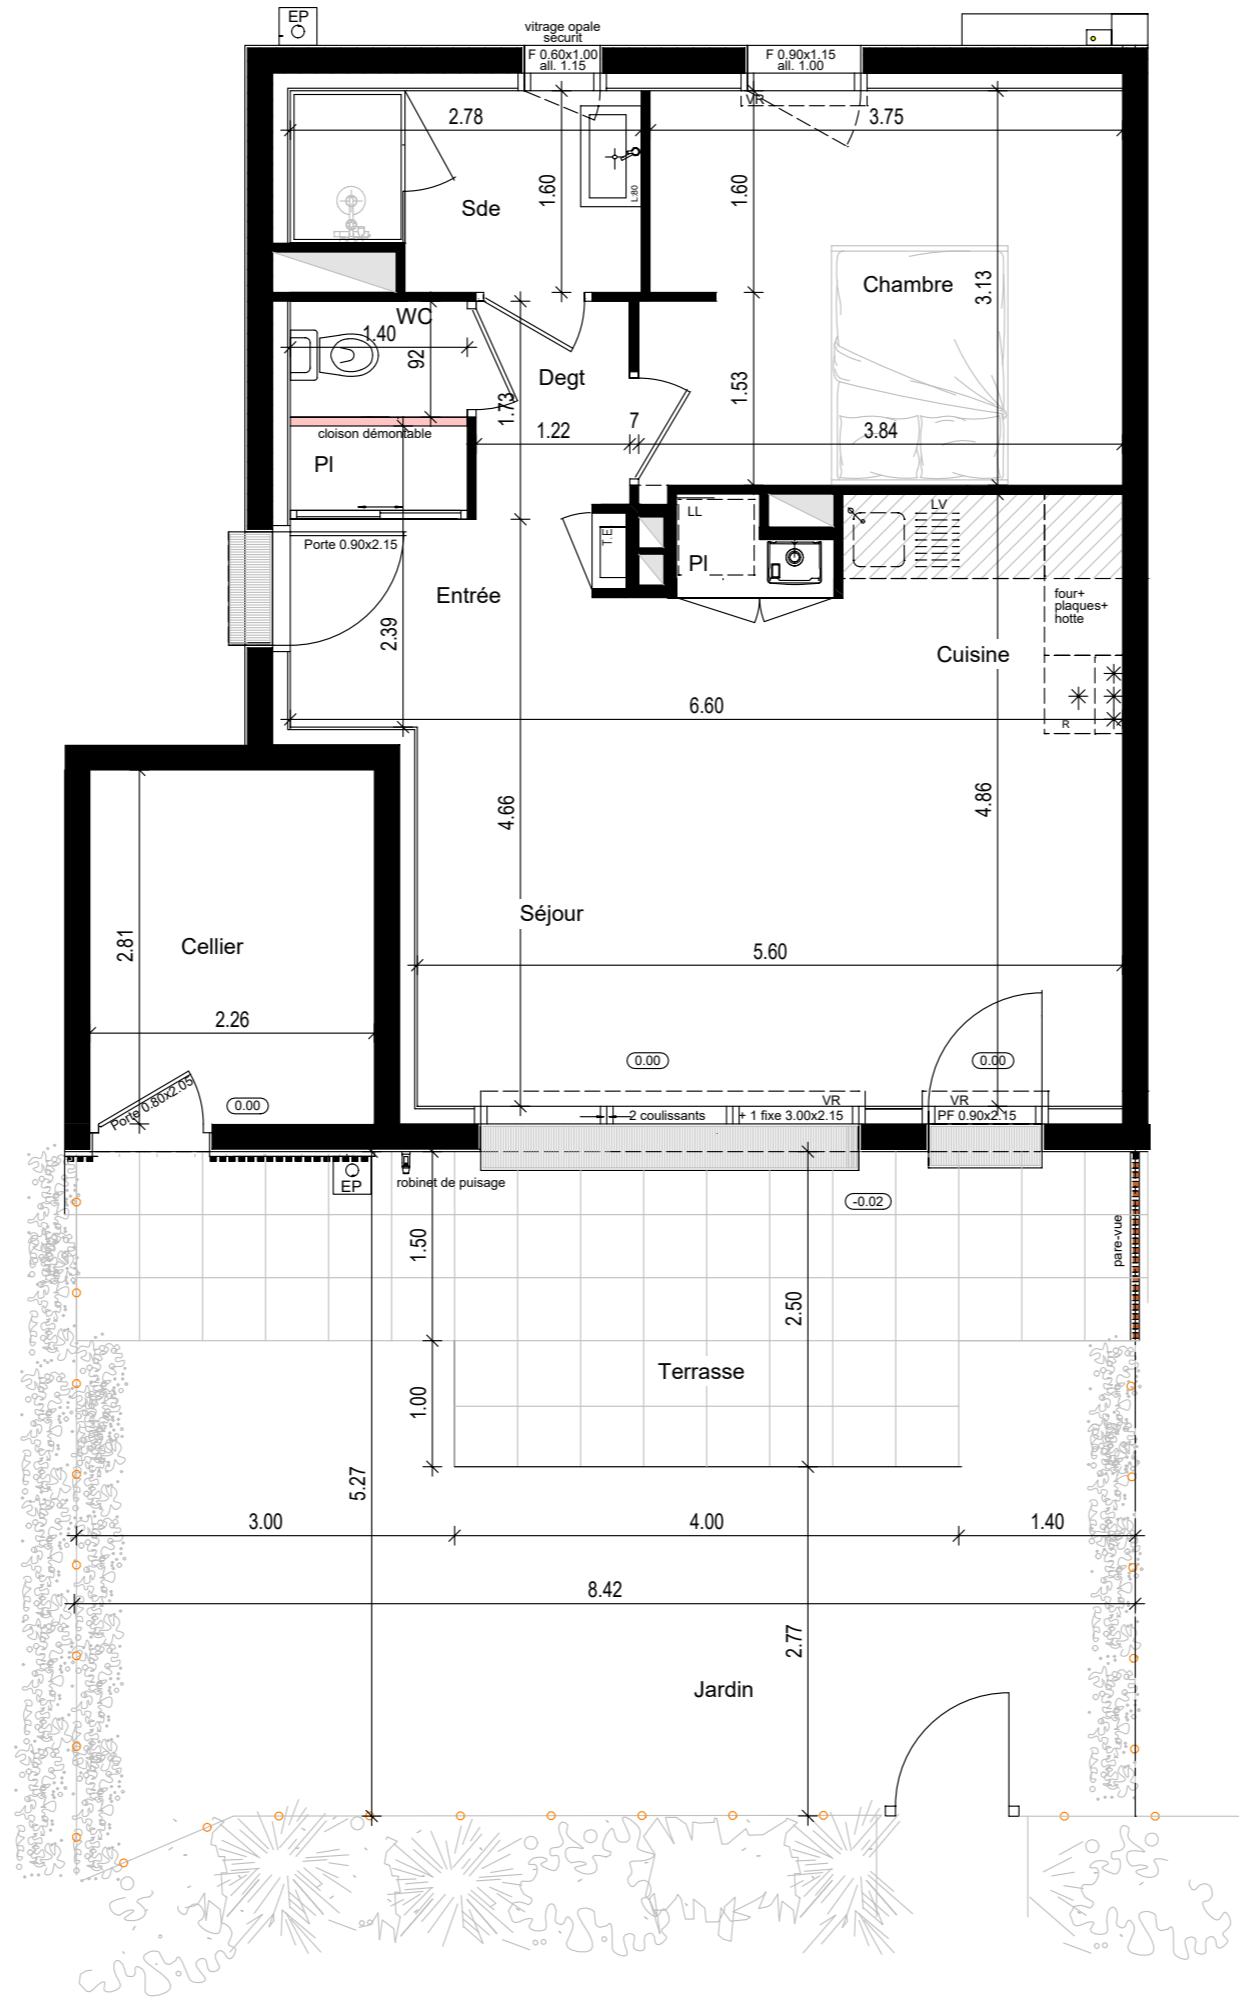 EP
vitrage opale
sécurit
F 0.60x1.00
all. 1.15
F 0.90x1.15
all. 1.00
VR
2.78
3.75
1.60
1.60
L:80
Sde
Chambre
3.13
WC
1.40
92
Degt
1.73
1.53
7
1.22
3.84
cloison démontable
Pl
LL
LV
T.E
Porte 0.90x2.15
Pl
Entrée
four+
plaques+
hotte
2.39
Cuisine
6.60
R
4.66
4.86
Séjour
Cellier
2.81
5.60
2.26
0.00
0.00
Porte 0.80x2.05
0.00
VR
VR
2 coulissants
+ 1 fixe 3.00x2.15
PF 0.90x2.15
EP
robinet de puisage
-0.02
1.50
pare-vue
2.50
Terrasse
1.00
5.27
3.00
4.00
1.40
8.42
2.77
Jardin